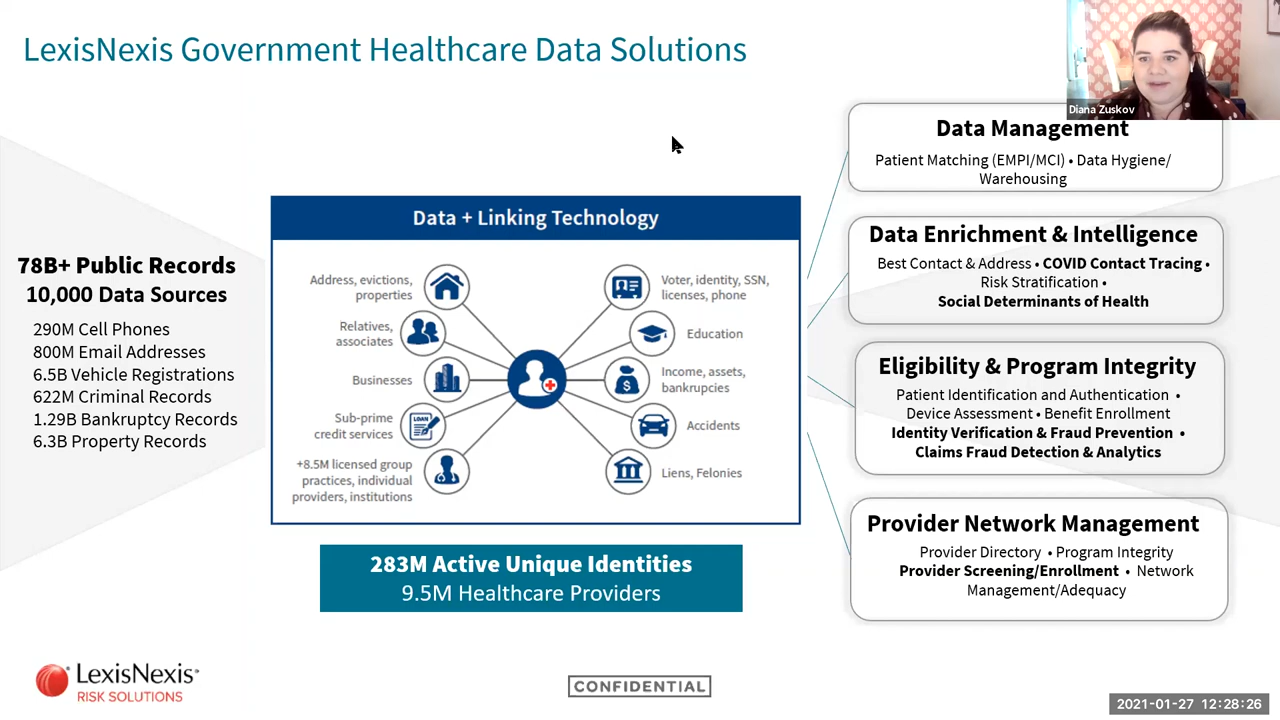 LexisNexis Government Healthcare Data Solutions
Diana Zuskov
78B+ Public Records
10,000 Data Sources
290M Cell Phones
800M Email Addresses
6.5B Vehicle Registrations
622M Criminal Records
1.29B Bankruptcy Records
6.3B Property Records
Data + Linking Technology
Address, evictions,
properties
Relatives,
associates
Businesses
Sub-prime
credit services
LOAN
+8.5M licensed group
practices, individual
providers, institutions
Voter, identity, SSN,
licenses, phone
Education
Income, assets,
bankrupcties
$
Accidents
Liens, Felonies
283M Active Unique Identities
9.5M Healthcare Providers
Data Management
Patient Matching (EMPI/MCI) • Data Hygiene/
Warehousing
Data Enrichment & Intelligence
Best Contact & Address • COVID Contact Tracing •
Risk Stratification •
Social Determinants of Health
Eligibility & Program Integrity
Patient Identification and Authentication •
Device Assessment • Benefit Enrollment
Identity Verification & Fraud Prevention •
Claims Fraud Detection & Analytics
Provider Network Management
Provider Directory • Program Integrity
Provider Screening/Enrollment • Network
Management/Adequacy
LexisNexis™
RISK SOLUTIONS
CONFIDENTIAL
2021-01-27 12:28:26